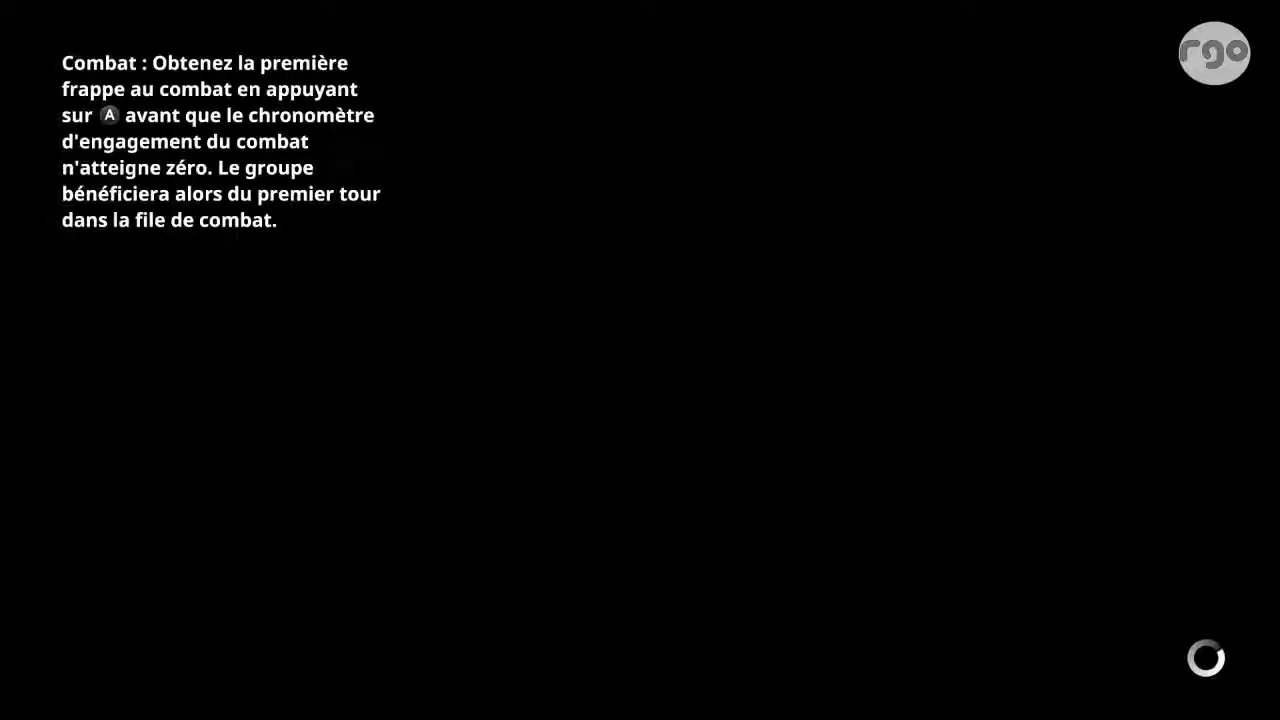 rgo
Combat : Obtenez la première
frappe au combat en appuyant
sur A avant que le chronomètre
d'engagement du combat
n'atteigne zéro. Le groupe
bénéficiera alors du premier tour
dans la file de combat.